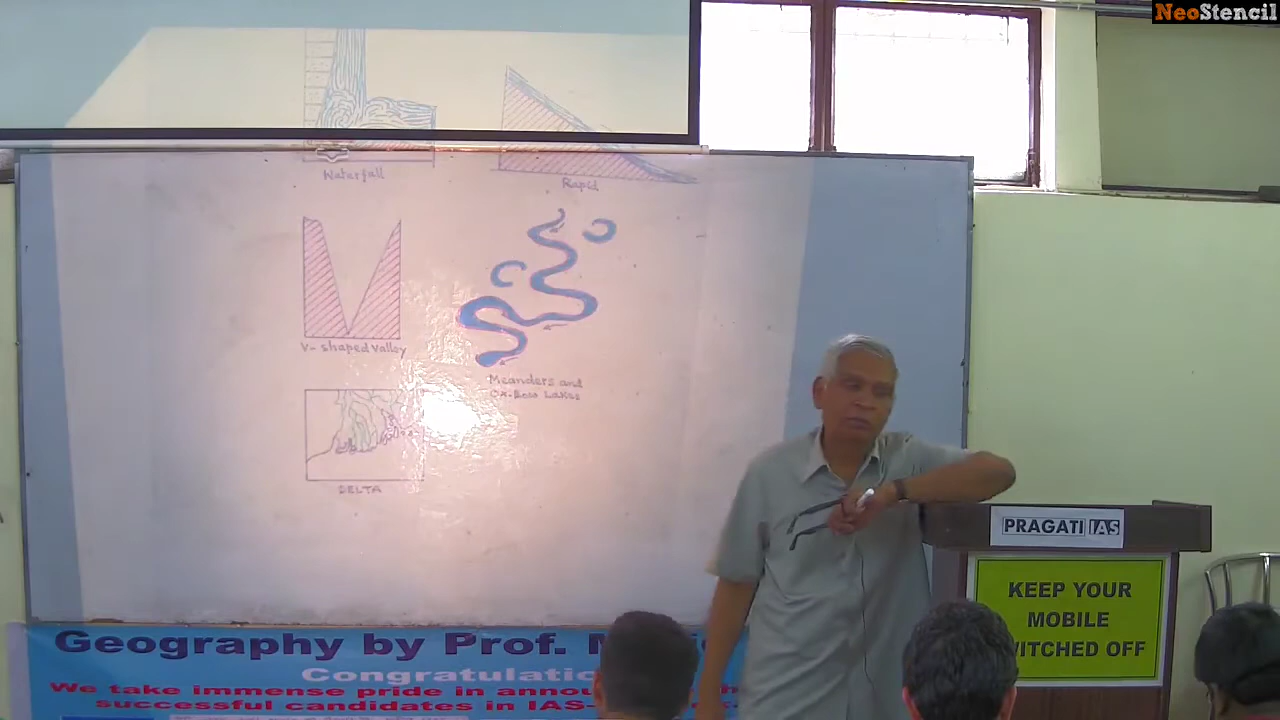 NeoStencil
Waterfall
Rapid
V- shaped Valley
Meanders and
Ox-Bow Lakes
DELTA
PRAGATI IAS
KEEP YOUR
MOBILE
WITCHED OFF
Geography by Prof.
Congratulatio
We take immense pride in
successful candidates in IAS-